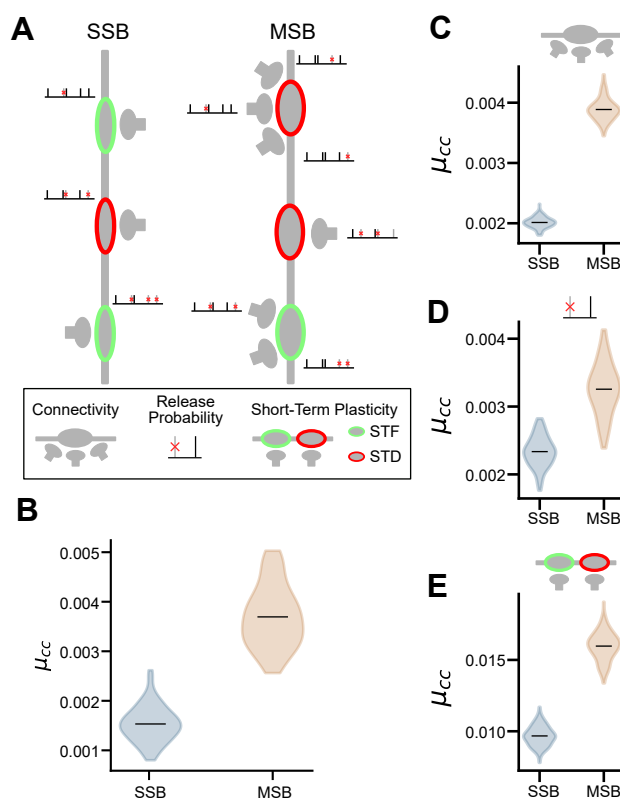 A
SSB
MSB
Connectivity
Release
Probability
Short-Term Plasticity
STF
STD
B
μcc
0.005
0.004
0.003
0.002
0.001
SSB
MSB
C
μcc
0.004
0.003
0.002
SSB
MSB
D
μcc
0.004
0.003
0.002
SSB
MSB
E
μcc
0.015
0.010
SSB
MSB